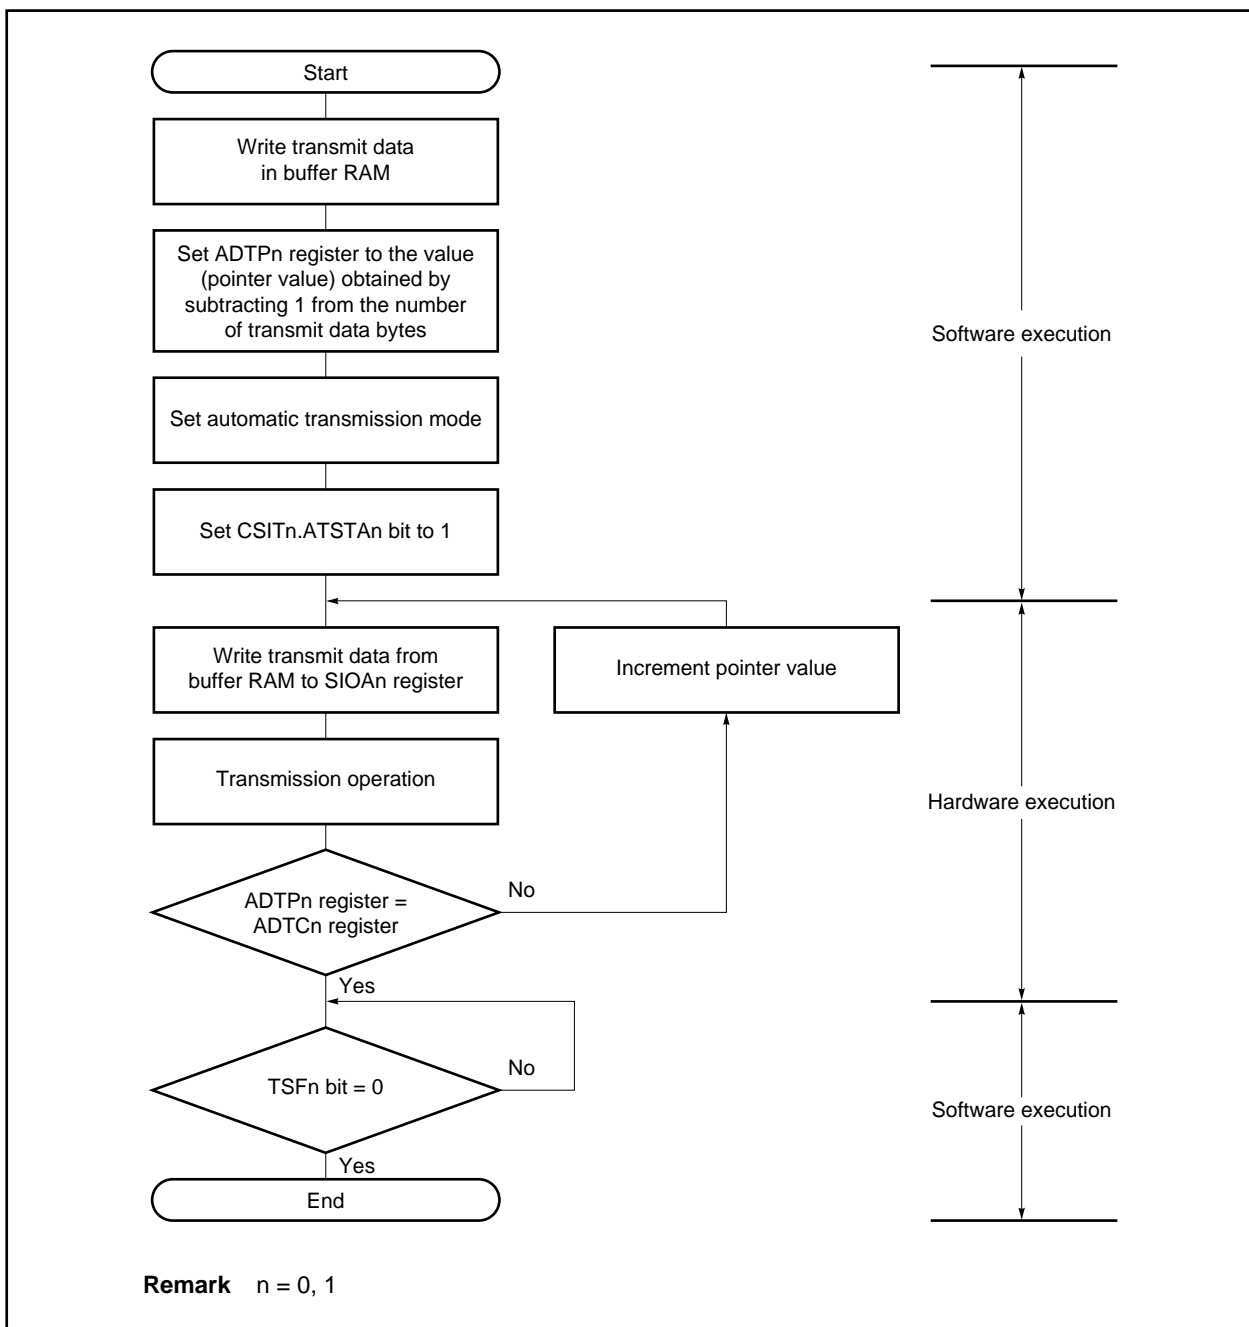 Start
Write transmit data
in buffer RAM
Set ADTPn register to the value
(pointer value) obtained by
subtracting 1 from the number
of transmit data bytes
Software execution
Set automatic transmission mode
Set CSITn.ATSTAn bit to 1
Write transmit data from
buffer RAM to SIOAn register
Increment pointer value
Transmission operation
Hardware execution
ADTPn register =
ADTCn register
No
Yes
TSFn bit = 0
No
Software execution
Yes
End
Remark n = 0, 1